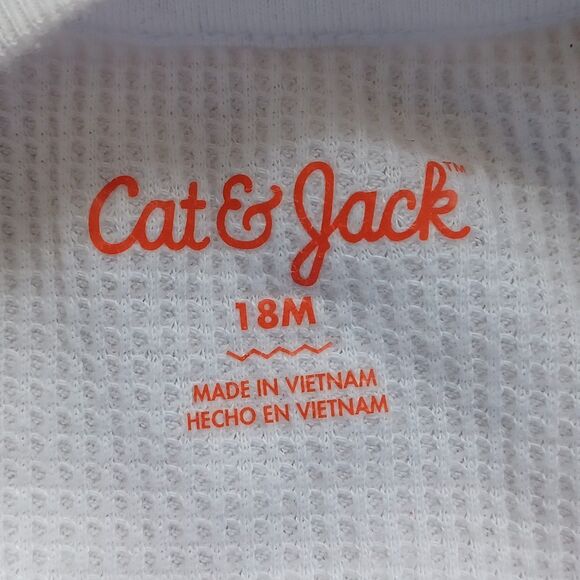 Cat & Jack™
18M
MADE IN VIETNAM
HECHO EN VIETNAM